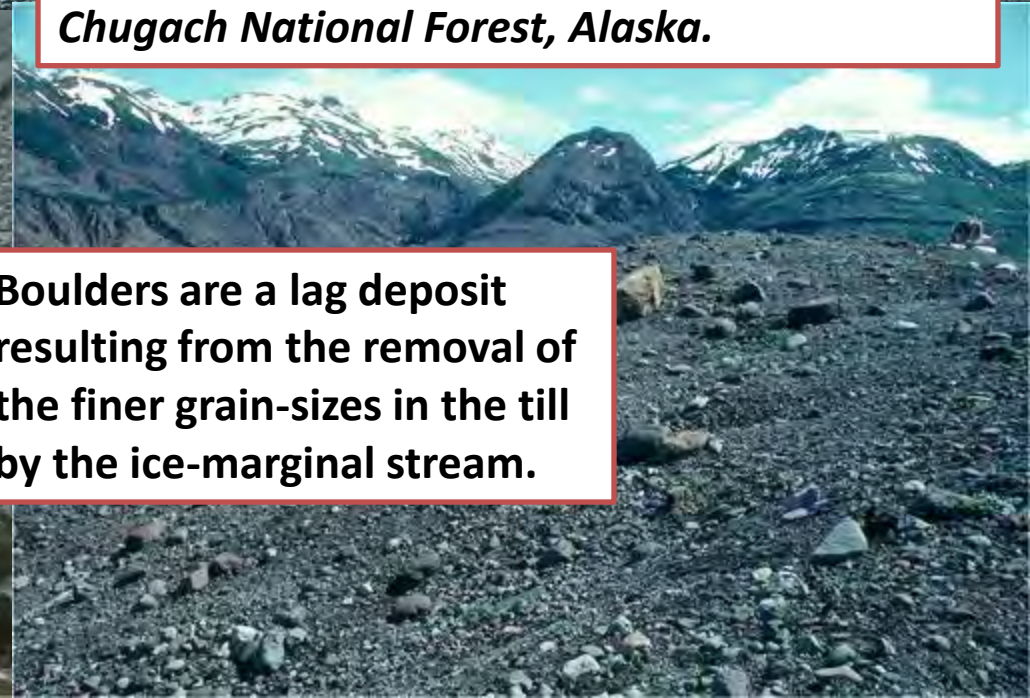 Chugach National Forest, Alaska.
Boulders are a lag deposit
resulting from the removal of
the finer grain-sizes in the till
by the ice-marginal stream.